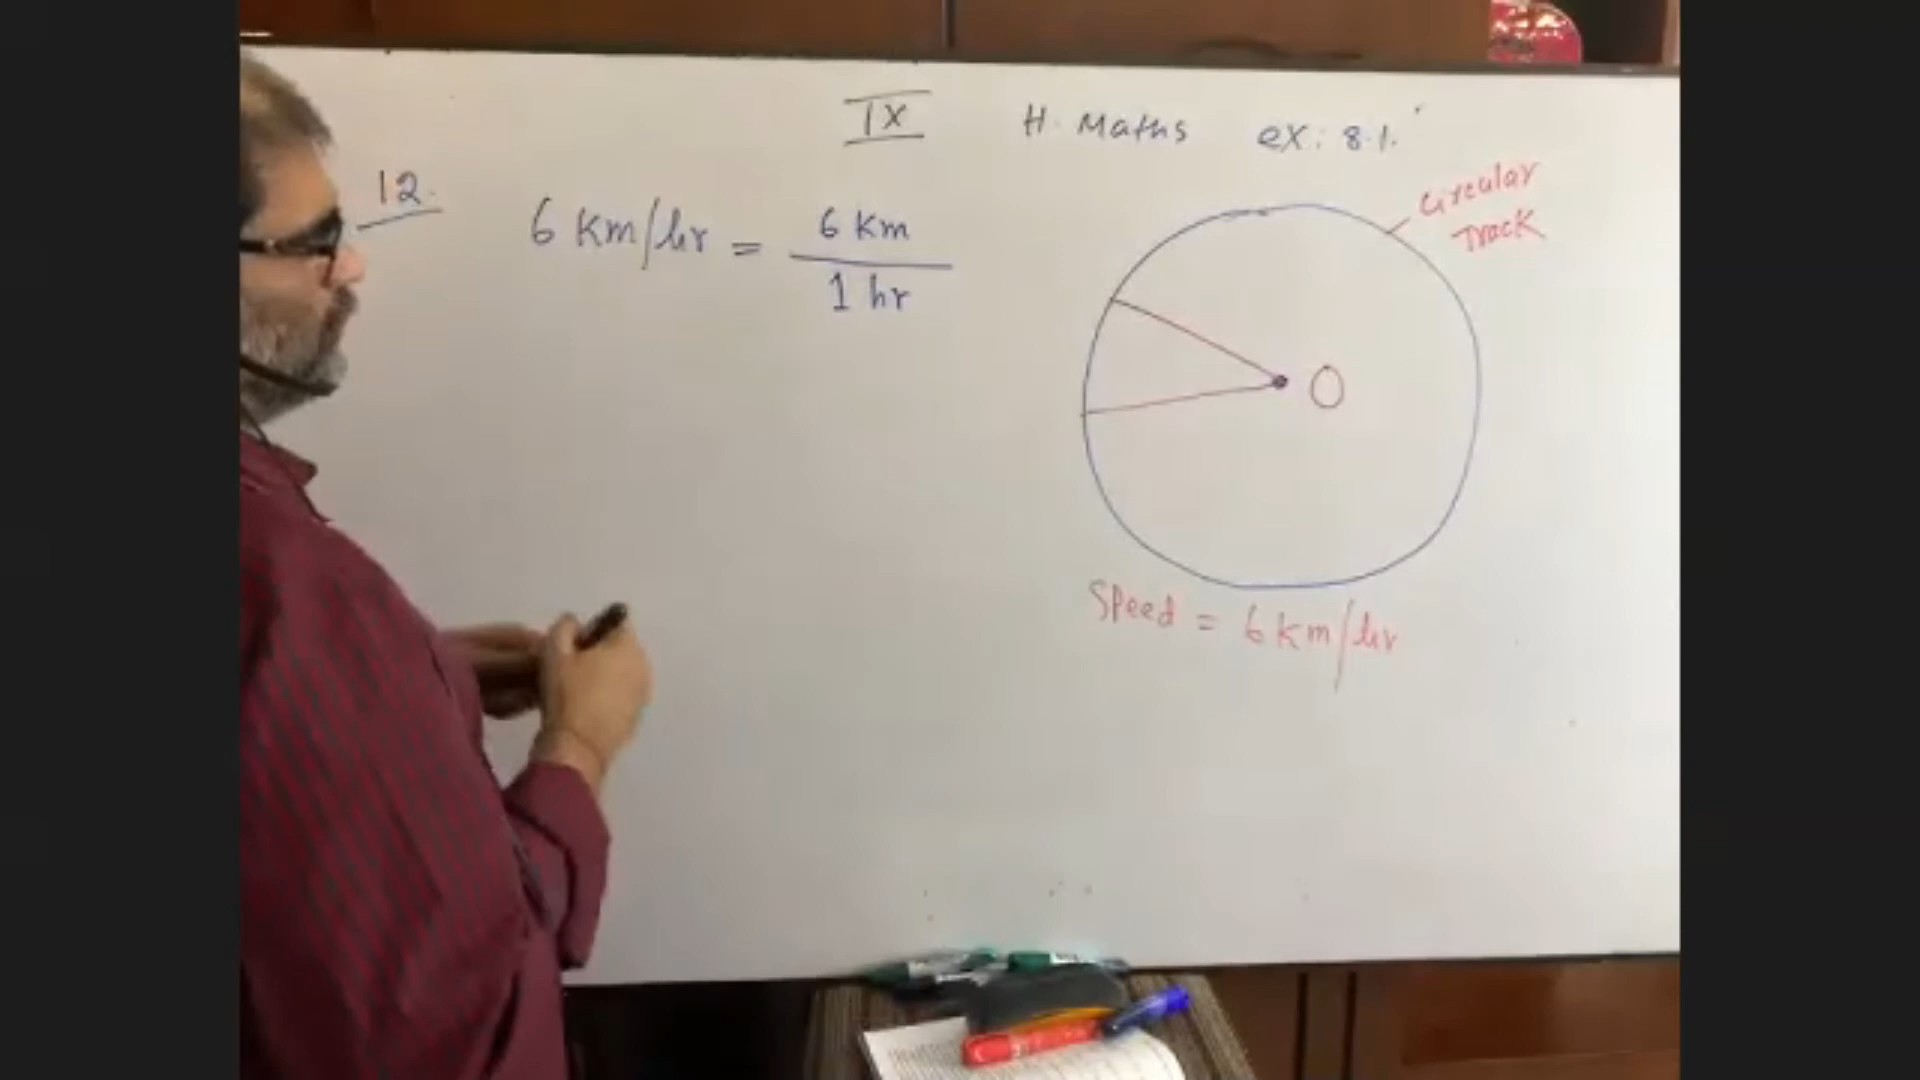 IX H. Maths ex: 8.1.
12.
6 km/hr = 6 km
1 hr
Circular
Track
O
Speed = 6 km/hr